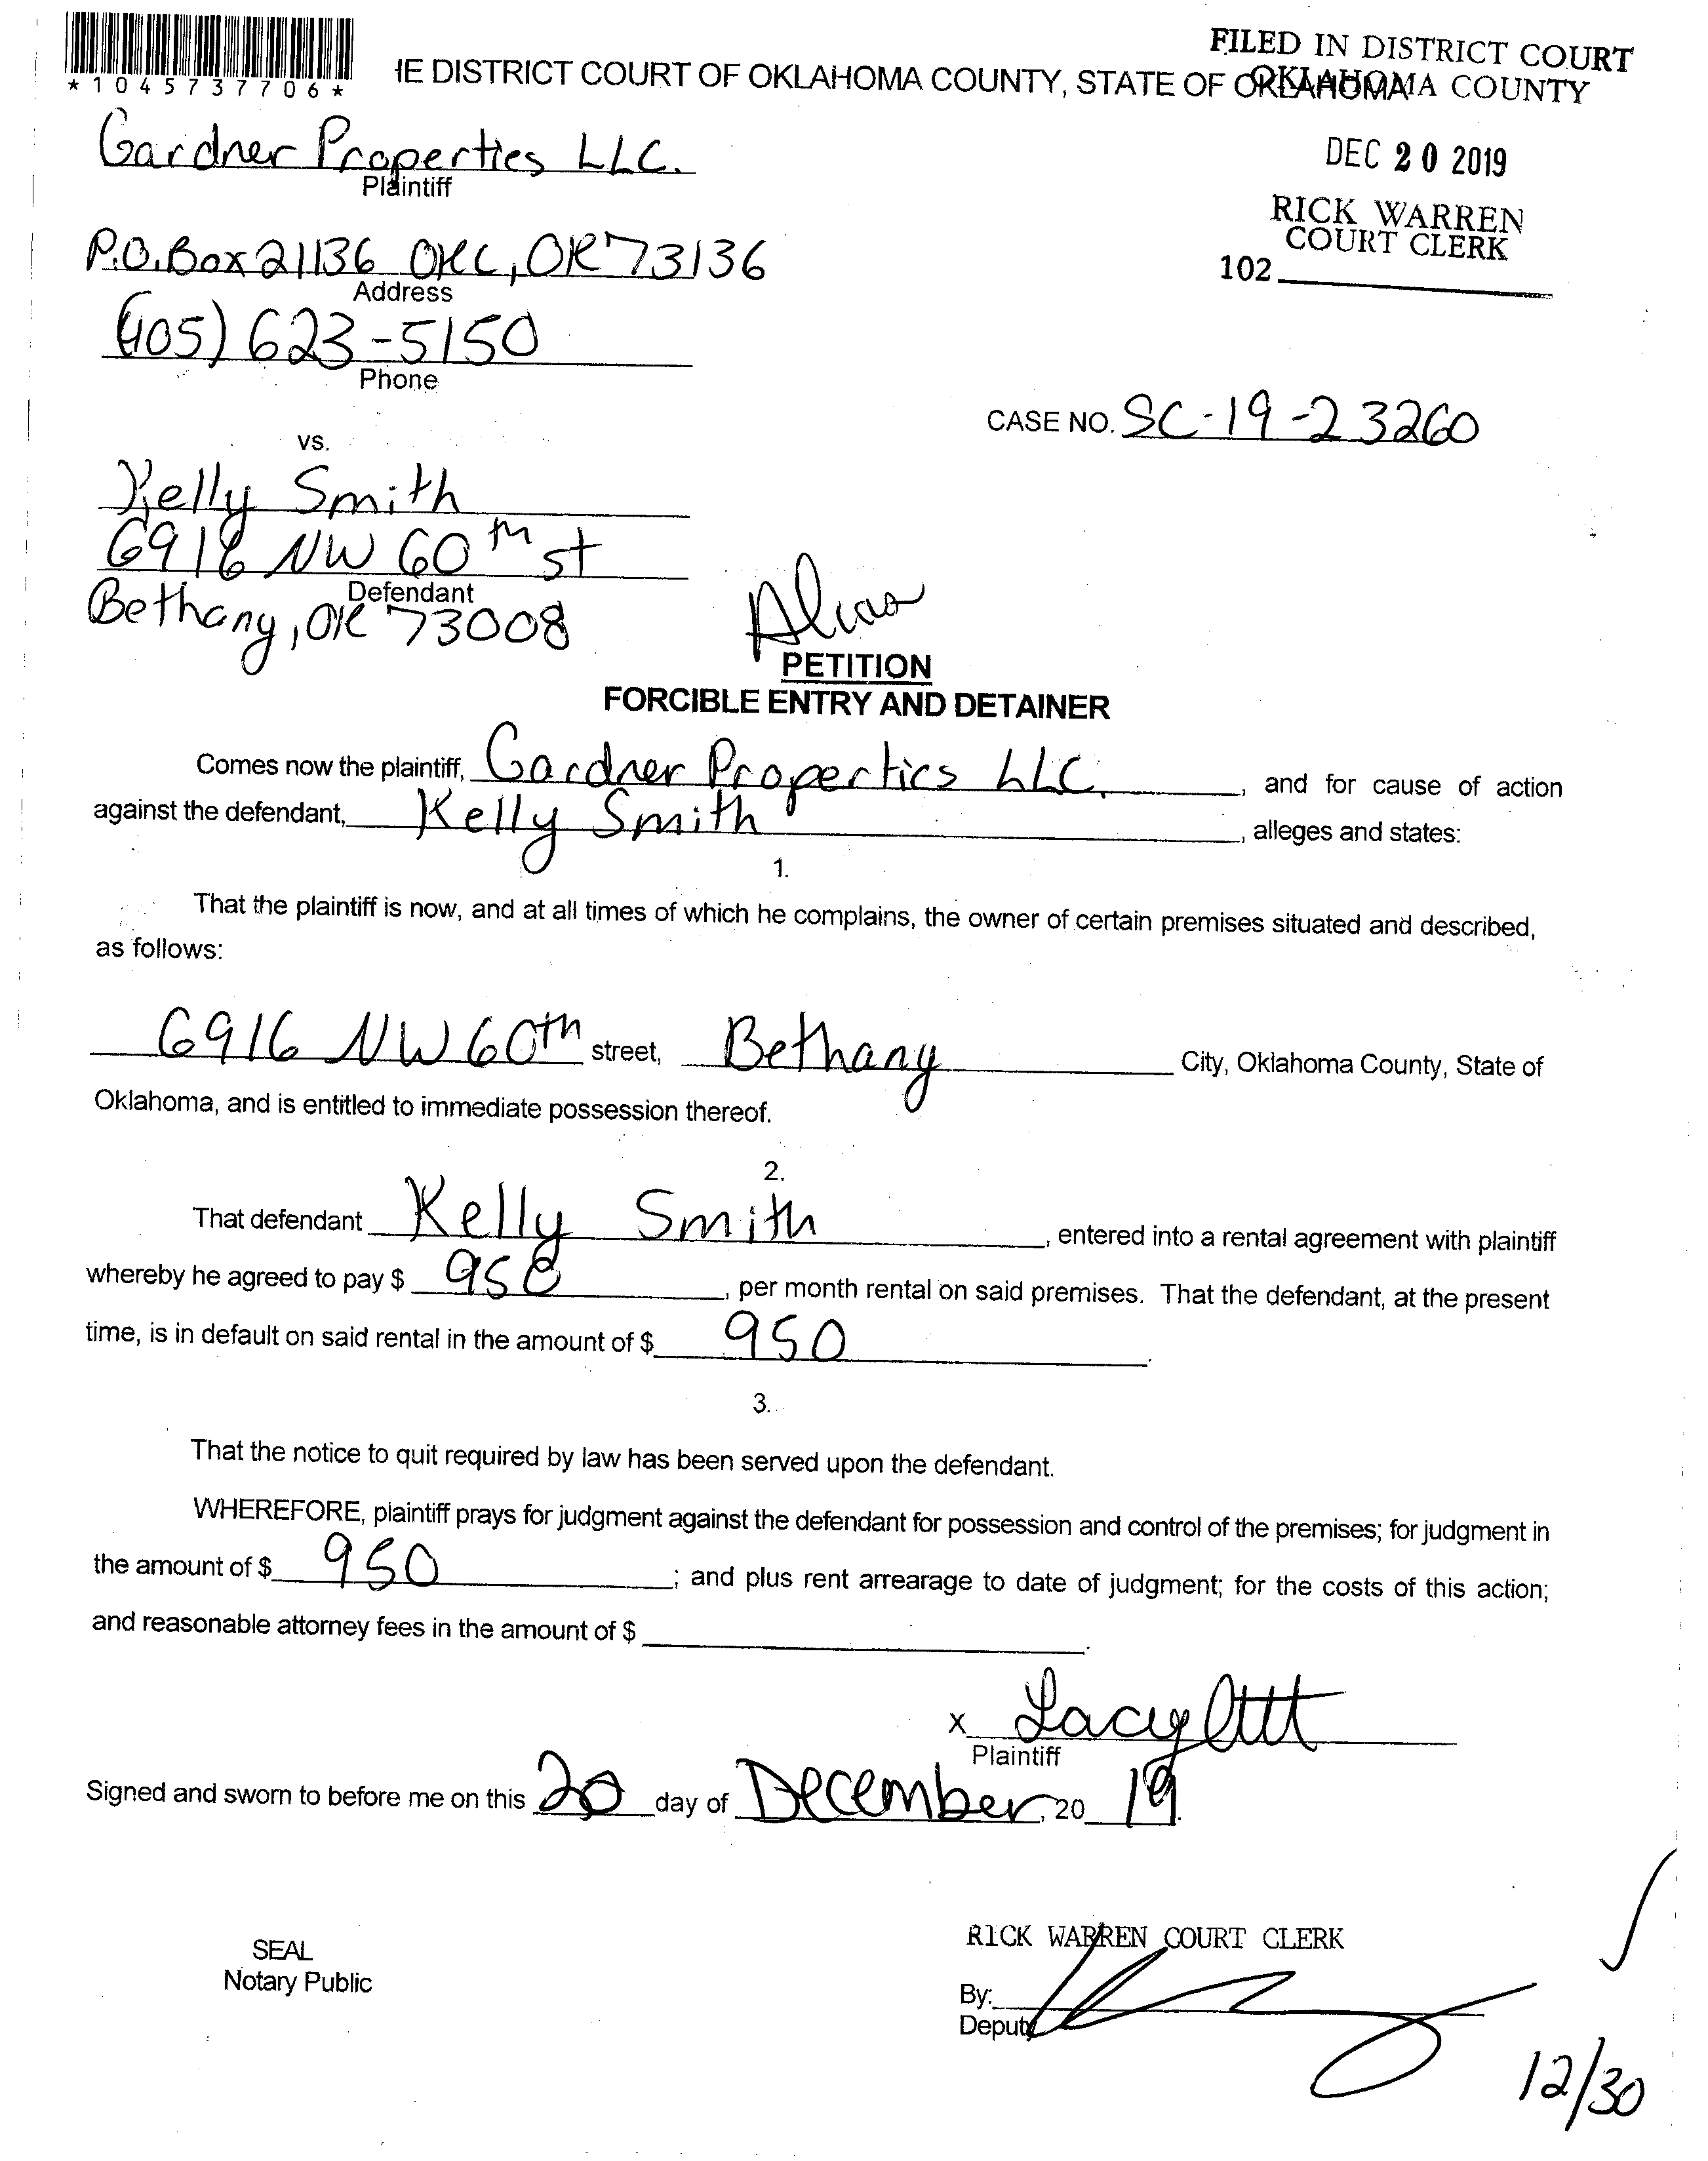 *1045737706*
IE DISTRICT COURT OF OKLAHOMA COUNTY, STATE OF OKLAHOMA
FILED IN DISTRICT COURT
OKLAHOMA COUNTY
DEC 20 2019
RICK WARREN
COURT CLERK
102
Gardner Properties LLC.
Plaintiff
P.O. Box 21136 OKC, OK 73136
Address
(405) 623-5150
Phone
CASE NO. SC-19-23260
vs.
Kelly Smith
6916 NW 60th st
Defendant
Bethany, OK 73008
Alias
PETITION
FORCIBLE ENTRY AND DETAINER
Comes now the plaintiff, Gardner Properties LLC. , and for cause of action
against the defendant, Kelly Smith , alleges and states:
1.
That the plaintiff is now, and at all times of which he complains, the owner of certain premises situated and described,
as follows:
6916 NW 60th street, Bethany City, Oklahoma County, State of
Oklahoma, and is entitled to immediate possession thereof.
2.
That defendant Kelly Smith , entered into a rental agreement with plaintiff
whereby he agreed to pay $ 950 , per month rental on said premises. That the defendant, at the present
time, is in default on said rental in the amount of $ 950 .
3.
That the notice to quit required by law has been served upon the defendant.
WHEREFORE, plaintiff prays for judgment against the defendant for possession and control of the premises; for judgment in
the amount of $ 950 ; and plus rent arrearage to date of judgment; for the costs of this action;
and reasonable attorney fees in the amount of $ .
X Lacy
Plaintiff
Signed and sworn to before me on this 20 day of December, 20 19.
SEAL
Notary Public
RICK WARREN COURT CLERK
By:
Deputy
12/30